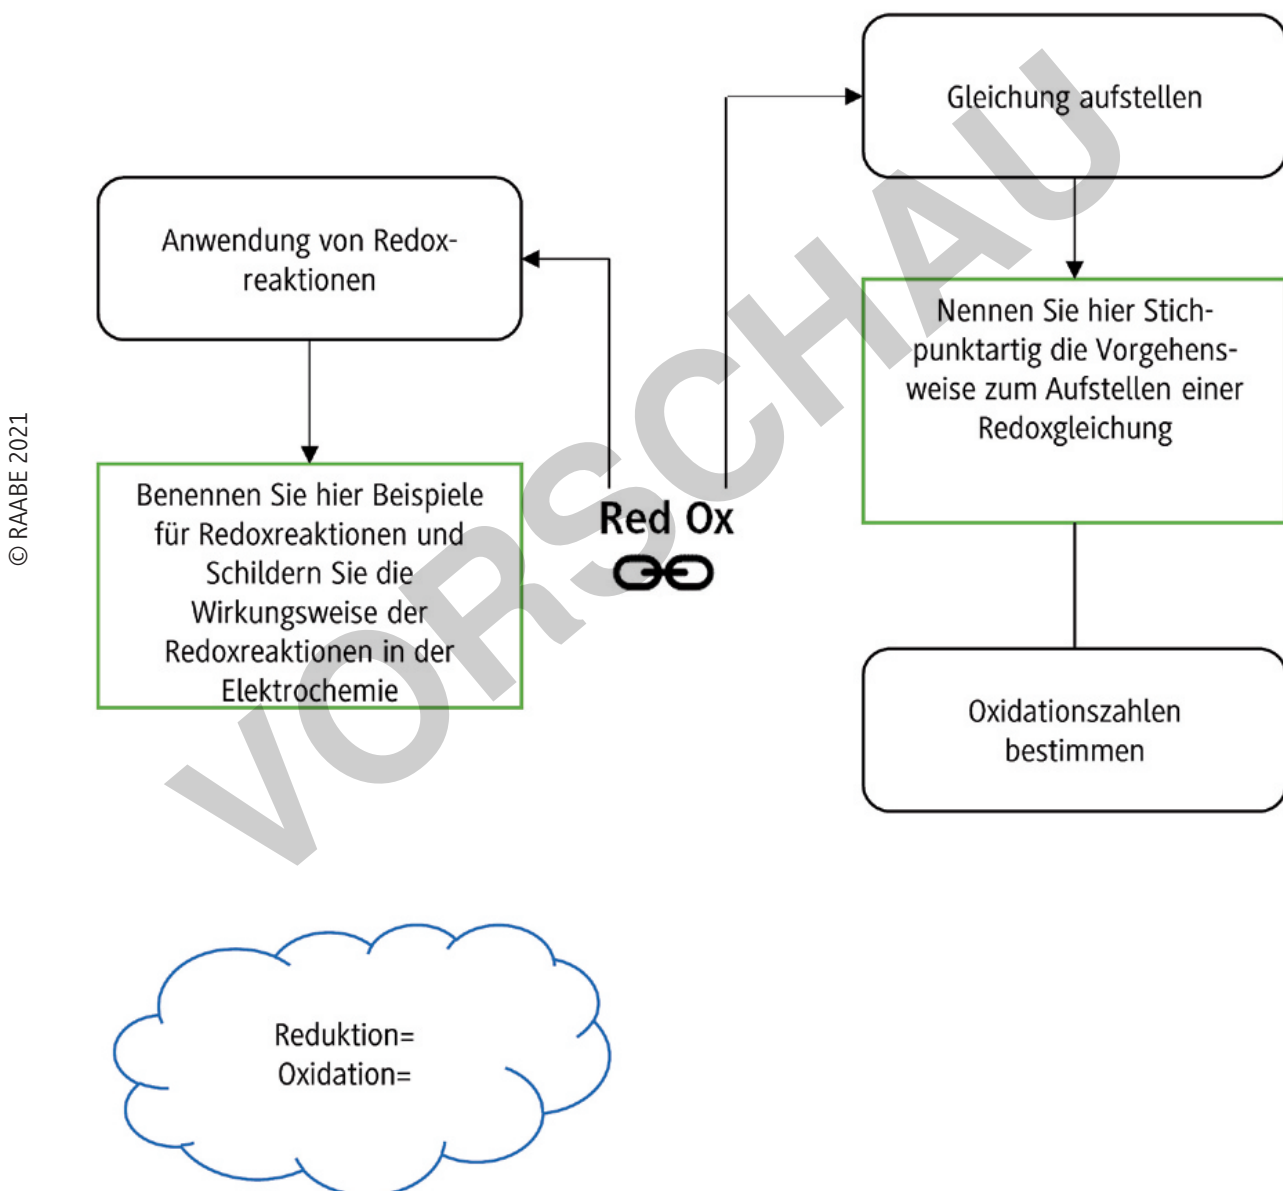 Gleichung aufstellen
Anwendung von Redox-
reaktionen
Nennen Sie hier Stich-
punktartig die Vorgehens-
weise zum Aufstellen einer
Redoxgleichung
© RAABE 2021
Benennen Sie hier Beispiele
für Redoxreaktionen und
Schildern Sie die
Wirkungsweise der
Redoxreaktionen in der
Elektrochemie
Red Ox
Oxidationszahlen
bestimmen
VORSCHAU
Reduktion=
Oxidation=